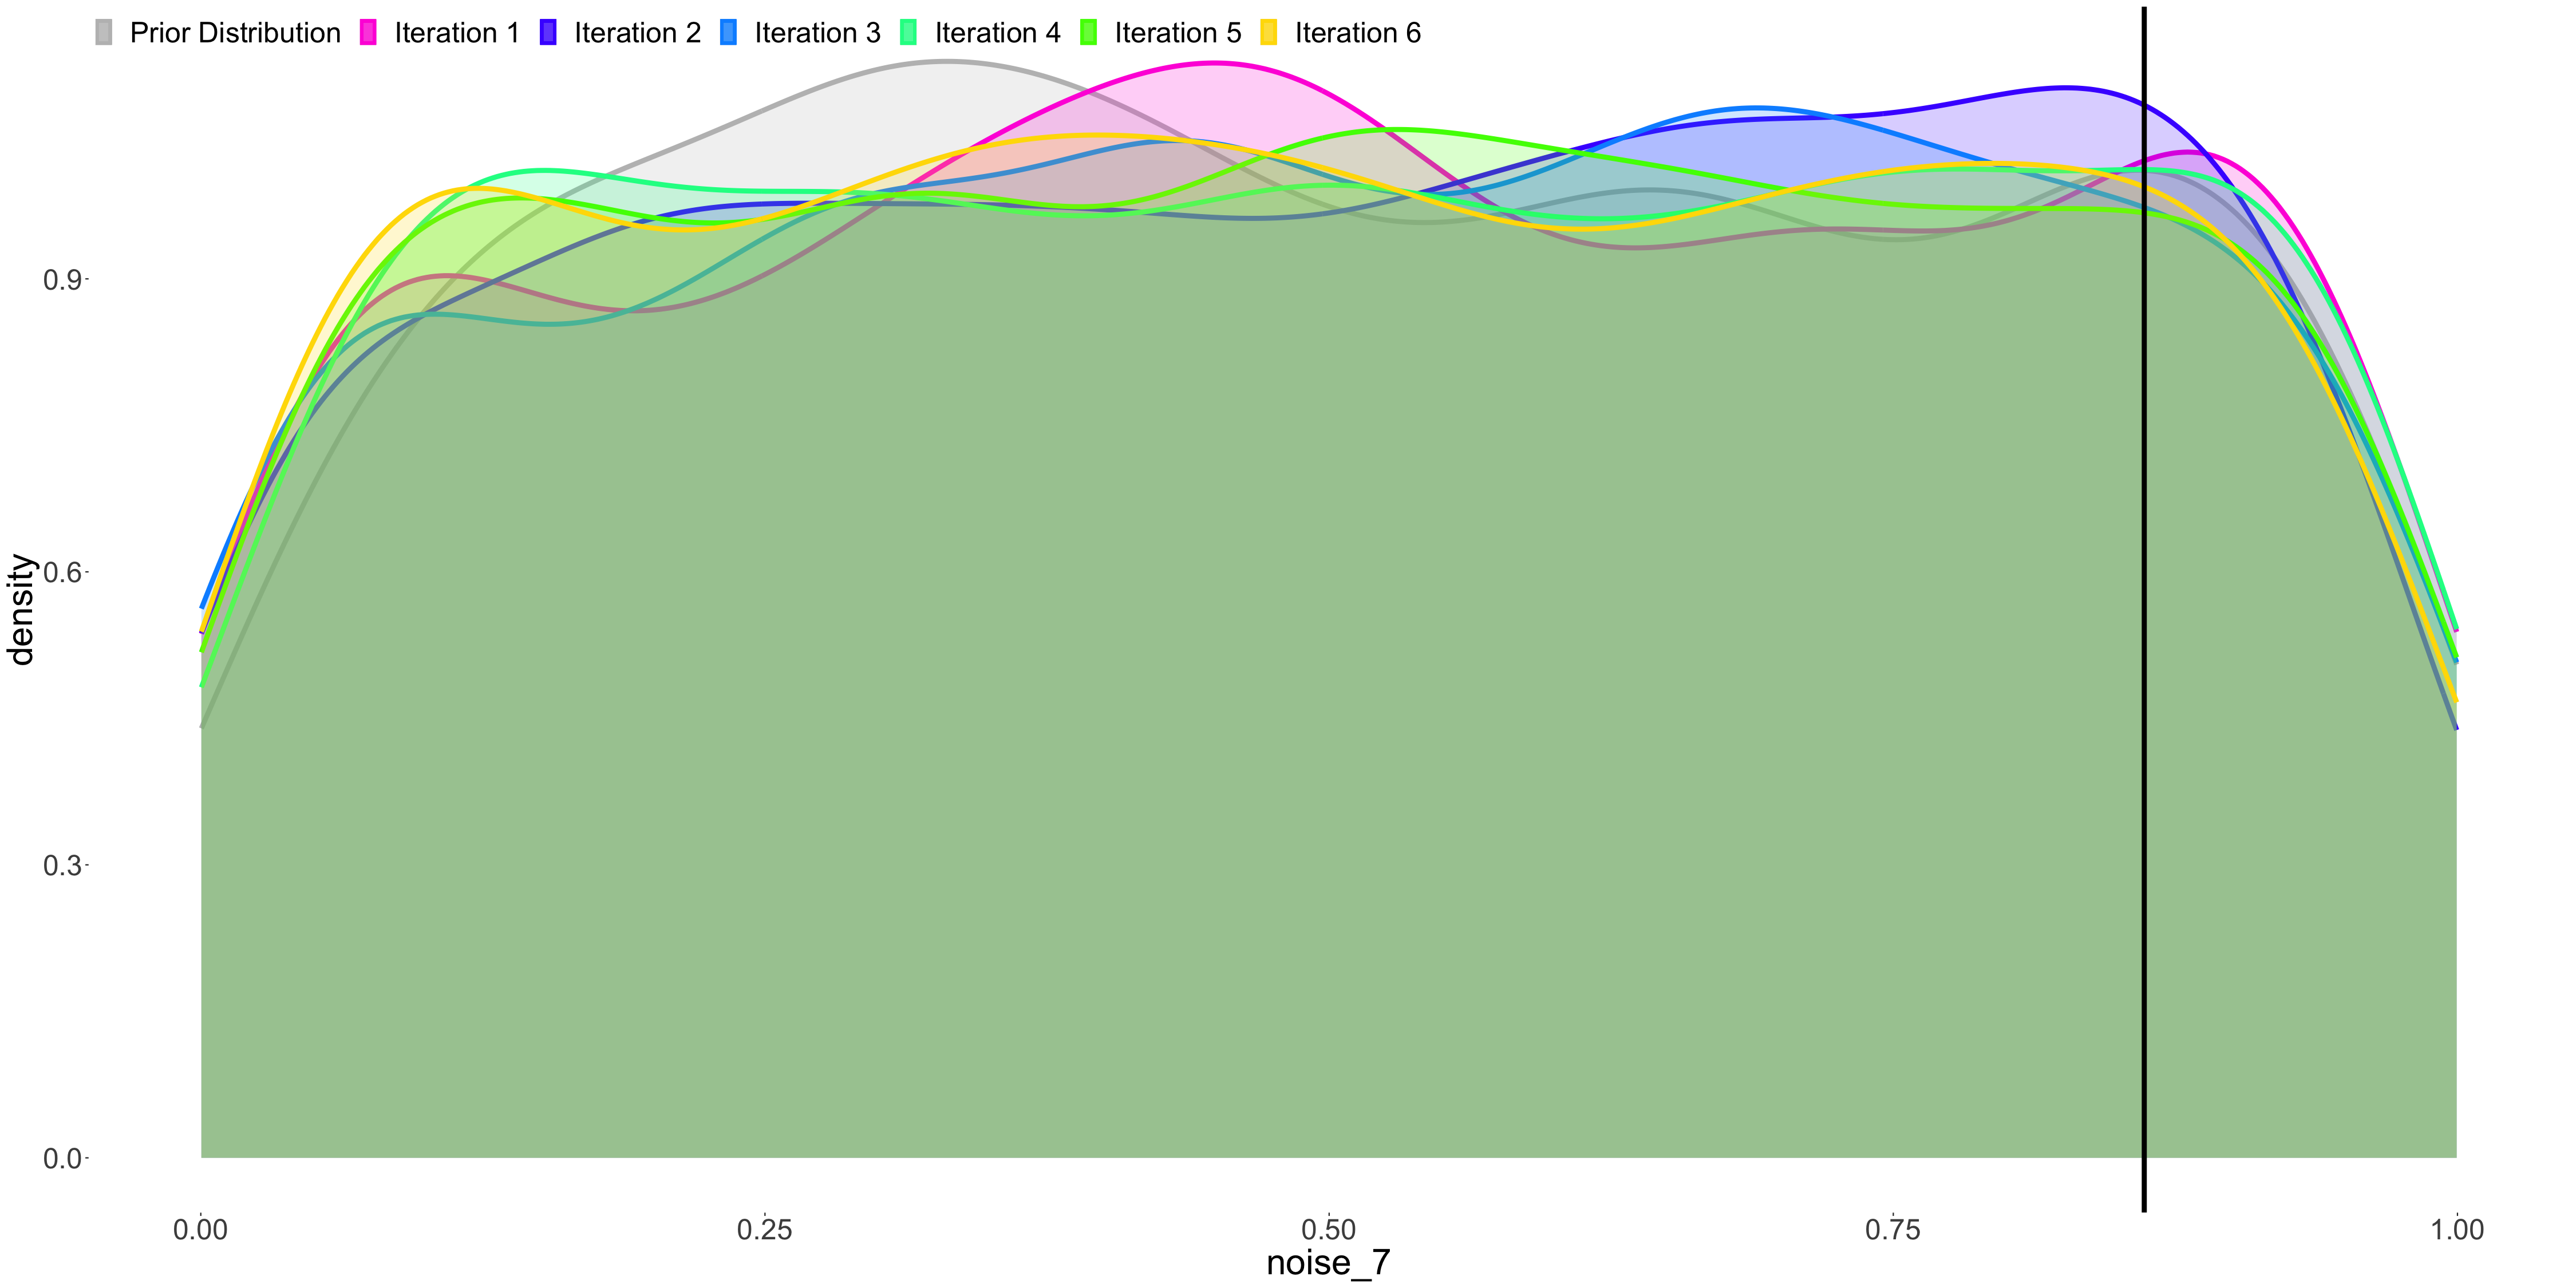 Prior Distribution Iteration 1 Iteration 2 Iteration 3 Iteration 4 Iteration 5 Iteration 6
density
0.9
0.6
0.3
0.0
0.00 0.25 0.50 0.75 1.00
noise_7